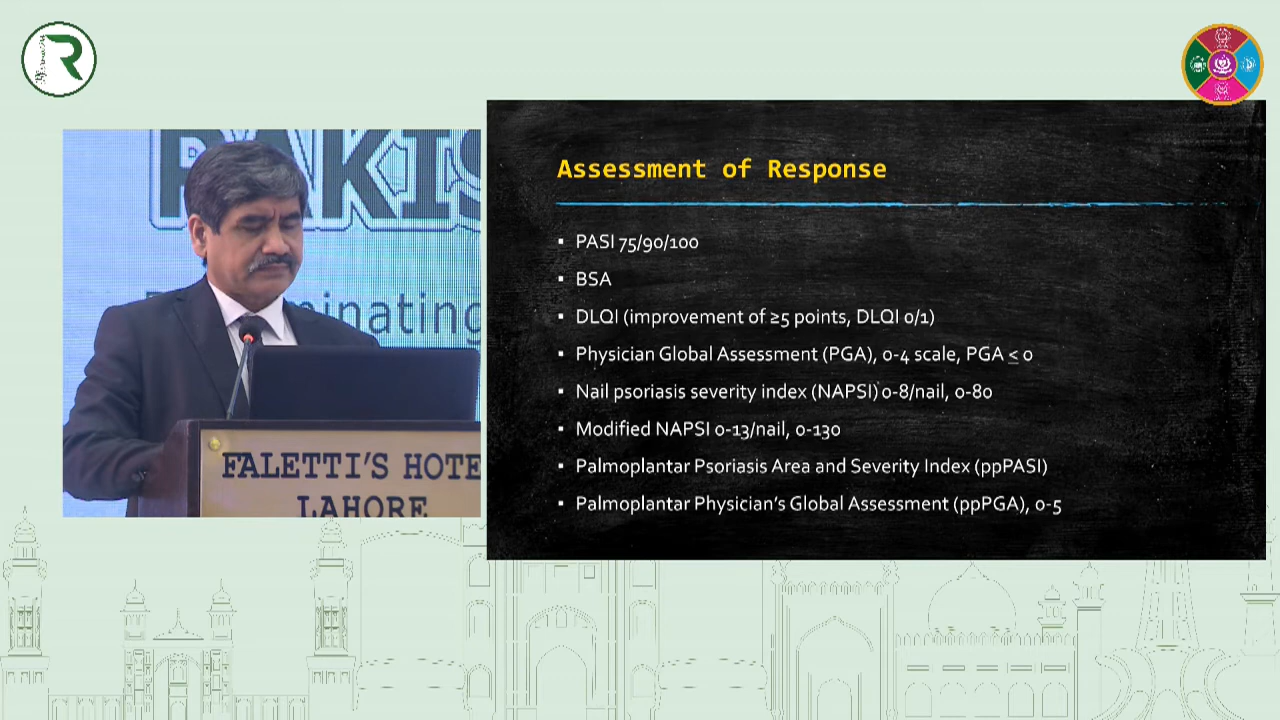 PAKIS
inating
FALETTI'S HOTE
LAHORE
R
Assessment of Response
▪ PASI 75/90/100
▪ BSA
▪ DLQI (improvement of ≥5 points, DLQI 0/1)
▪ Physician Global Assessment (PGA), 0-4 scale, PGA ≤ 0
▪ Nail psoriasis severity index (NAPSI) 0-8/nail, 0-80
▪ Modified NAPSI 0-13/nail, 0-130
▪ Palmoplantar Psoriasis Area and Severity Index (ppPASI)
▪ Palmoplantar Physician's Global Assessment (ppPGA), 0-5